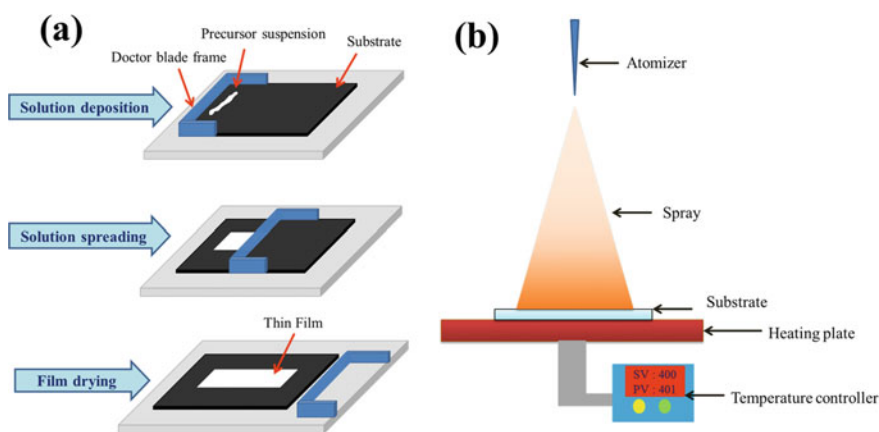 (a)
Doctor blade frame
Precursor suspension
Substrate
Solution deposition
Solution spreading
Thin Film
Film drying
(b)
Atomizer
Spray
Substrate
Heating plate
SV : 400
PV : 401
Temperature controller